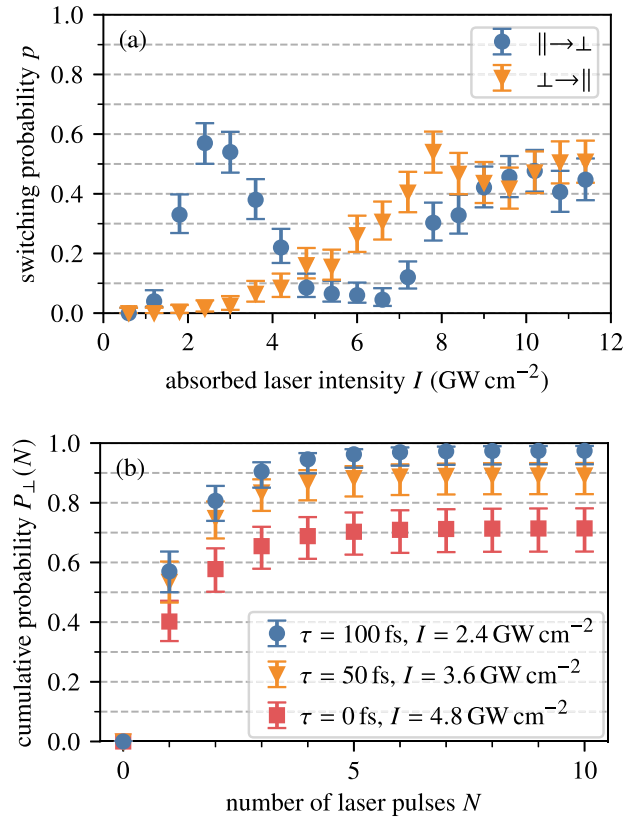 (a)
∥→⊥
⊥→∥
switching probability p
1.0
0.8
0.6
0.4
0.2
0.0
0 2 4 6 8 10 12
absorbed laser intensity I (GW cm⁻²)
(b)
cumulative probability P⊥(N)
1.0
0.8
0.6
0.4
0.2
0.0
τ = 100 fs, I = 2.4 GW cm⁻²
τ = 50 fs, I = 3.6 GW cm⁻²
τ = 0 fs, I = 4.8 GW cm⁻²
0 5 10
number of laser pulses N